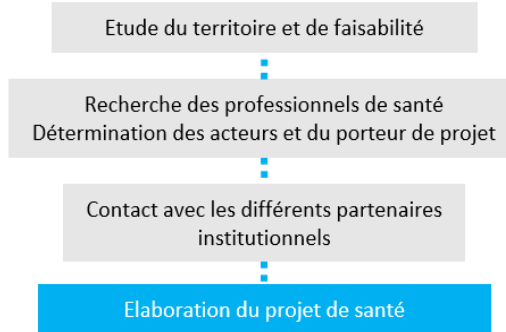 Etude du territoire et de faisabilité
Recherche des professionnels de santé
Détermination des acteurs et du porteur de projet
Contact avec les différents partenaires
institutionnels
Elaboration du projet de santé